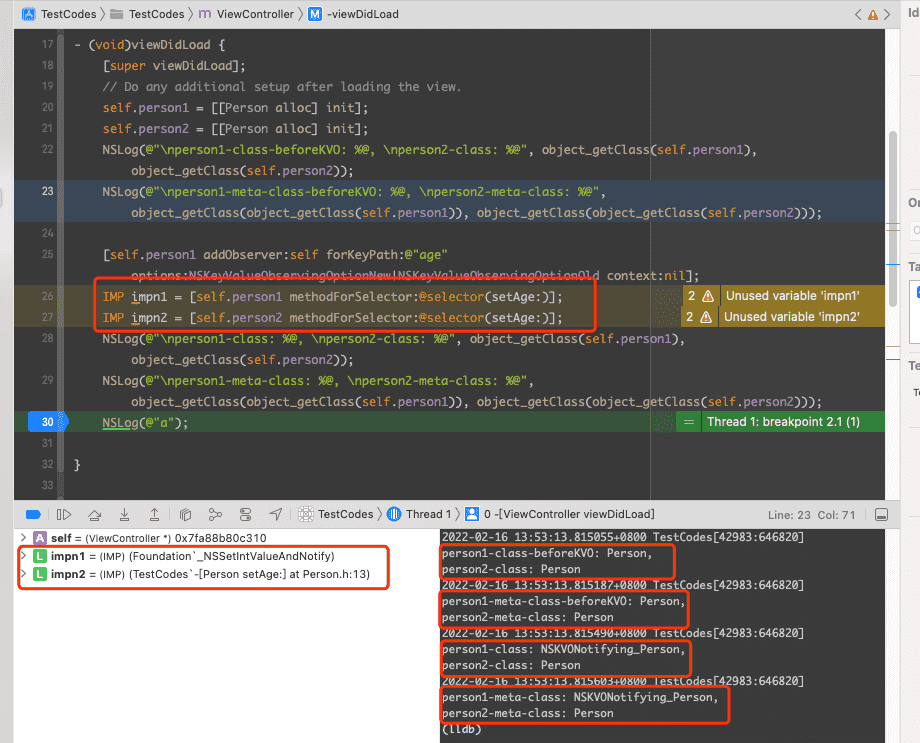 TestCodes TestCodes m ViewController M -viewDidLoad
Id
17 - (void)viewDidLoad {
18 [super viewDidLoad];
19 // Do any additional setup after loading the view.
20 self.person1 = [[Person alloc] init];
21 self.person2 = [[Person alloc] init];
22 NSLog(@"\nperson1-class-beforeKVO: %@, \nperson2-class: %@", object_getClass(self.person1),
object_getClass(self.person2));
23 NSLog(@"\nperson1-meta-class-beforeKVO: %@, \nperson2-meta-class: %@",
object_getClass(object_getClass(self.person1)), object_getClass(object_getClass(self.person2)));
24
25 [self.person1 addObserver:self forKeyPath:@"age"
options:NSKeyValueObservingOptionNew|NSKeyValueObservingOptionOld context:nil];
26 IMP impn1 = [self.person1 methodForSelector:@selector(setAge:)]; 2 Unused variable 'impn1'
27 IMP impn2 = [self.person2 methodForSelector:@selector(setAge:)]; 2 Unused variable 'impn2'
28 NSLog(@"\nperson1-class: %@, \nperson2-class: %@", object_getClass(self.person1),
object_getClass(self.person2));
29 NSLog(@"\nperson1-meta-class: %@, \nperson2-meta-class: %@",
object_getClass(object_getClass(self.person1)), object_getClass(object_getClass(self.person2)));
30 NSLog(@"a"); = Thread 1: breakpoint 2.1 (1)
31
32 }
33
On
Ta
Te
TestCodes Thread 1 0 -[ViewController viewDidLoad] Line: 23 Col: 71
A self = (ViewController *) 0x7fa88b80c310
L impn1 = (IMP) (Foundation`_NSSetIntValueAndNotify)
L impn2 = (IMP) (TestCodes`-[Person setAge:] at Person.h:13)
2022-02-16 13:53:13.815055+0800 TestCodes[42983:646820]
person1-class-beforeKVO: Person,
person2-class: Person
2022-02-16 13:53:13.815187+0800 TestCodes[42983:646820]
person1-meta-class-beforeKVO: Person,
person2-meta-class: Person
2022-02-16 13:53:13.815490+0800 TestCodes[42983:646820]
person1-class: NSKVONotifying_Person,
person2-class: Person
2022-02-16 13:53:13.815603+0800 TestCodes[42983:646820]
person1-meta-class: NSKVONotifying_Person,
person2-meta-class: Person
(lldb)